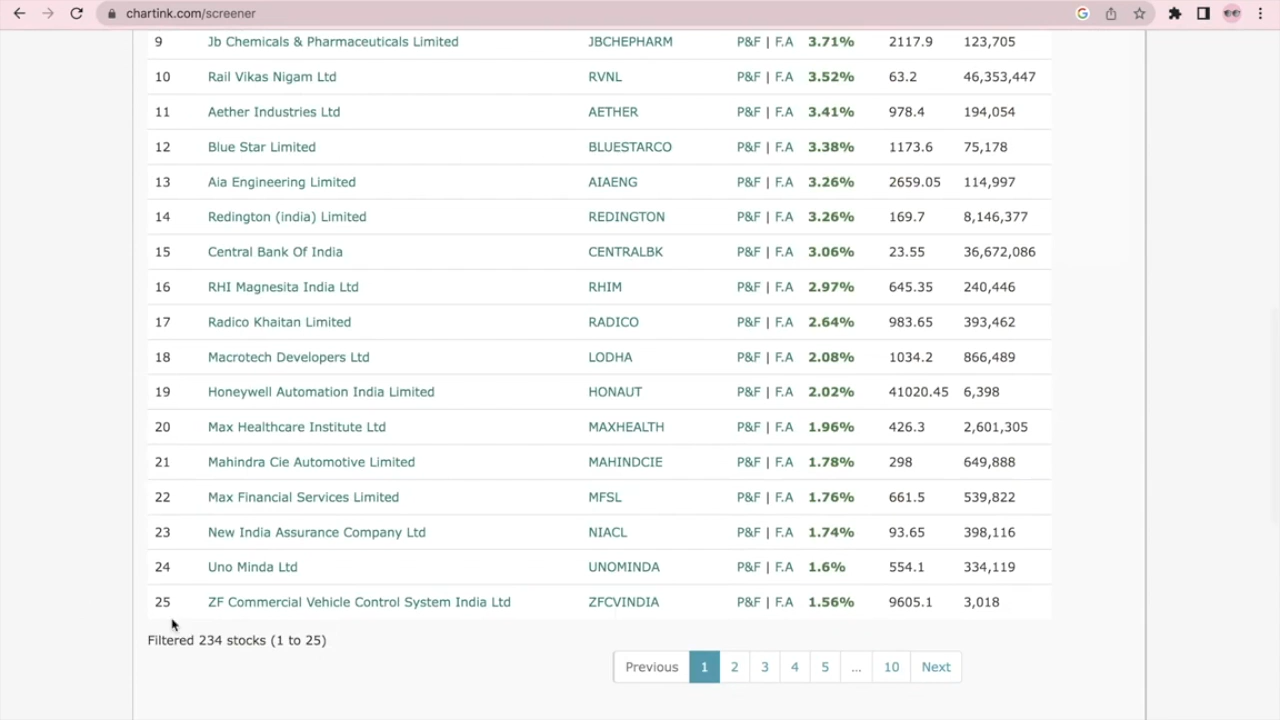 chartink.com/screener
9 Jb Chemicals & Pharmaceuticals Limited JBCHEPHARM P&F | F.A 3.71% 2117.9 123,705
10 Rail Vikas Nigam Ltd RVNL P&F | F.A 3.52% 63.2 46,353,447
11 Aether Industries Ltd AETHER P&F | F.A 3.41% 978.4 194,054
12 Blue Star Limited BLUESTARCO P&F | F.A 3.38% 1173.6 75,178
13 Aia Engineering Limited AIAENG P&F | F.A 3.26% 2659.05 114,997
14 Redington (india) Limited REDINGTON P&F | F.A 3.26% 169.7 8,146,377
15 Central Bank Of India CENTRALBK P&F | F.A 3.06% 23.55 36,672,086
16 RHI Magnesita India Ltd RHIM P&F | F.A 2.97% 645.35 240,446
17 Radico Khaitan Limited RADICO P&F | F.A 2.64% 983.65 393,462
18 Macrotech Developers Ltd LODHA P&F | F.A 2.08% 1034.2 866,489
19 Honeywell Automation India Limited HONAUT P&F | F.A 2.02% 41020.45 6,398
20 Max Healthcare Institute Ltd MAXHEALTH P&F | F.A 1.96% 426.3 2,601,305
21 Mahindra Cie Automotive Limited MAHINDCIE P&F | F.A 1.78% 298 649,888
22 Max Financial Services Limited MFSL P&F | F.A 1.76% 661.5 539,822
23 New India Assurance Company Ltd NIACL P&F | F.A 1.74% 93.65 398,116
24 Uno Minda Ltd UNOMINDA P&F | F.A 1.6% 554.1 334,119
25 ZF Commercial Vehicle Control System India Ltd ZFCVINDIA P&F | F.A 1.56% 9605.1 3,018
Filtered 234 stocks (1 to 25)
Previous 1 2 3 4 5 ... 10 Next